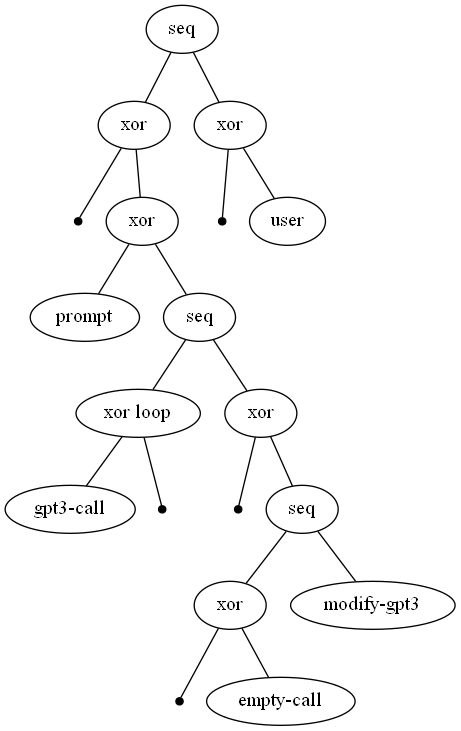 seq
xor xor
xor user
prompt seq
xor loop xor
gpt3-call seq
xor modify-gpt3
empty-call